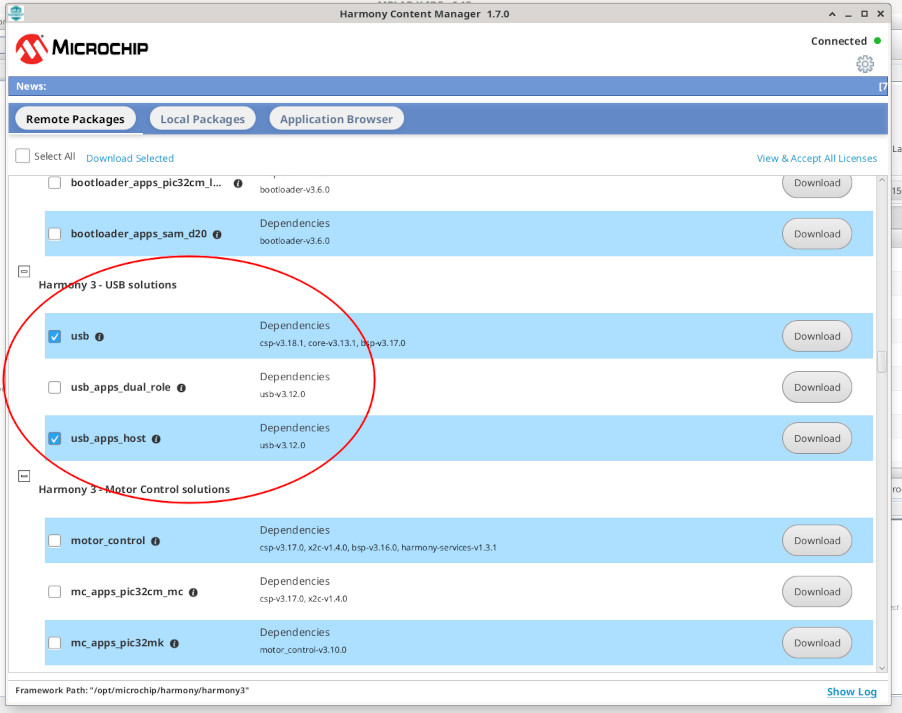 Harmony Content Manager 1.7.0
MICROCHIP
Connected
News:
[7
Remote Packages
Local Packages
Application Browser
Select All
Download Selected
View & Accept All Licenses
bootloader_apps_pic32cm_l...
bootloader-v3.6.0
Download
bootloader_apps_sam_d20
Dependencies
bootloader-v3.6.0
Download
Harmony 3 - USB solutions
usb
Dependencies
csp-v3.18.1, core-v3.13.1, bsp-v3.17.0
Download
usb_apps_dual_role
Dependencies
usb-v3.12.0
Download
usb_apps_host
Dependencies
usb-v3.12.0
Download
Harmony 3 - Motor Control solutions
motor_control
Dependencies
csp-v3.17.0, x2c-v1.4.0, bsp-v3.16.0, harmony-services-v1.3.1
Download
mc_apps_pic32cm_mc
Dependencies
csp-v3.17.0, x2c-v1.4.0
Download
mc_apps_pic32mk
Dependencies
motor_control-v3.10.0
Download
Framework Path: "/opt/microchip/harmony/harmony3"
Show Log